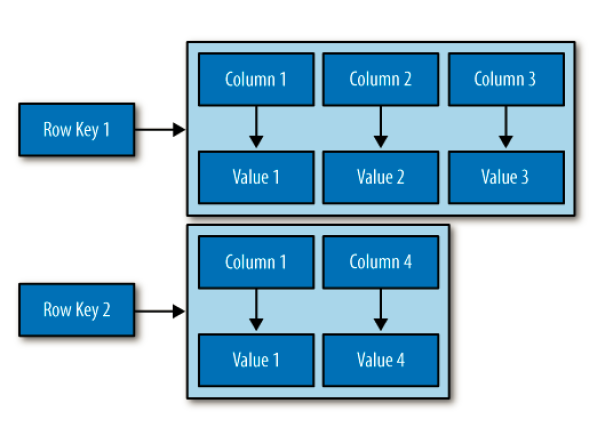 Column 1
Column 2
Column 3
Row Key 1
Value 1
Value 2
Value 3
Column 1
Column 4
Row Key 2
Value 1
Value 4